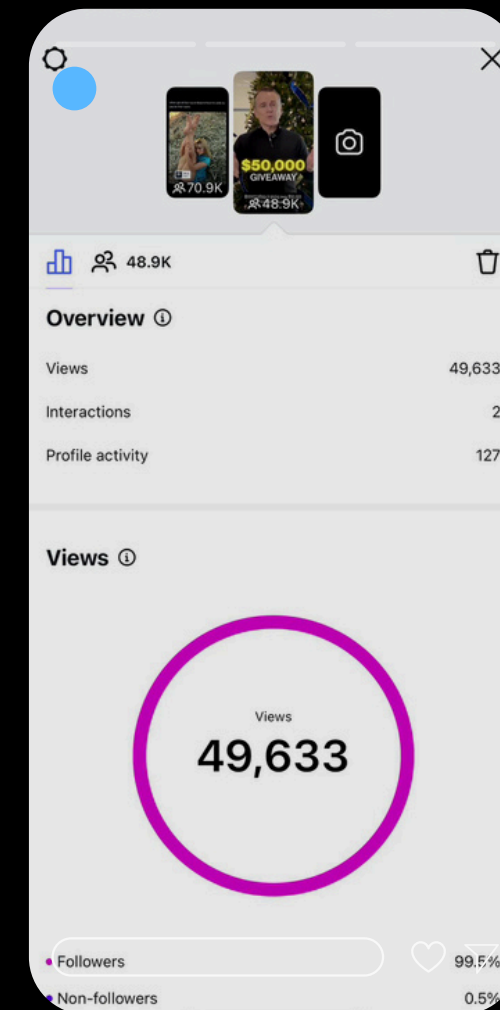 70.9K
$50,000
GIVEAWAY
48.9K
48.9K
Overview
Views 49,633
Interactions 2
Profile activity 127
Views
Views
49,633
Followers 99.5%
Non-followers 0.5%